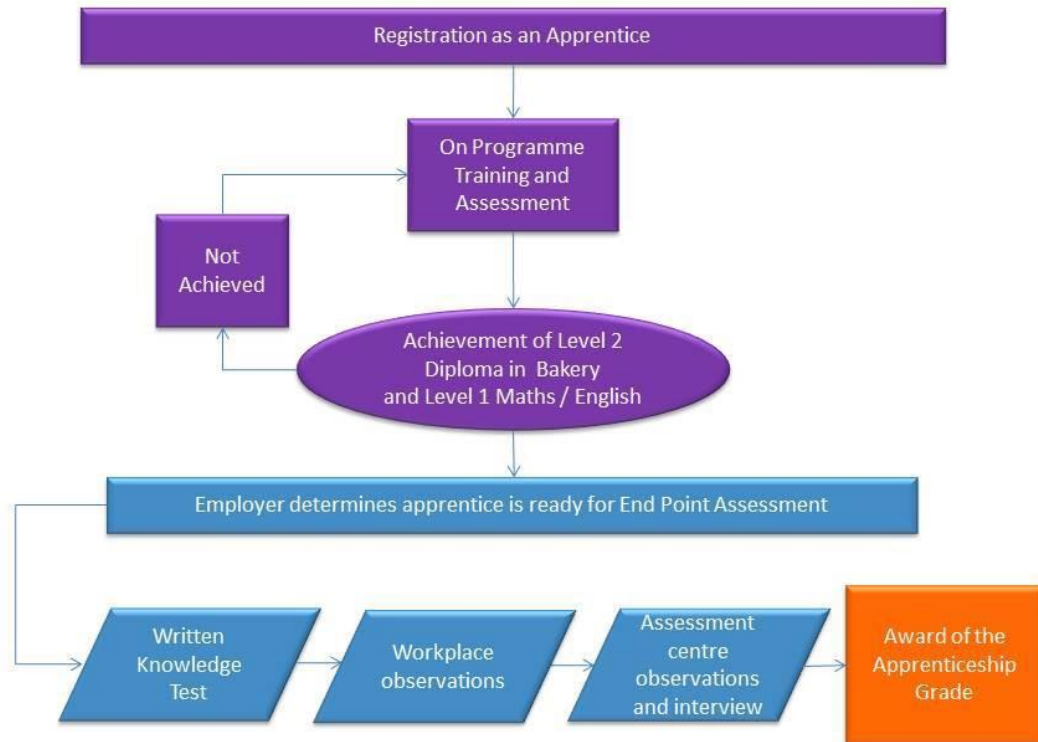 Registration as an Apprentice
On Programme
Training and
Assessment
Not
Achieved
Achievement of Level 2
Diploma in Bakery
and Level 1 Maths / English
Employer determines apprentice is ready for End Point Assessment
Written
Knowledge
Test
Workplace
observations
Assessment
centre
observations
and interview
Award of the
Apprenticeship
Grade